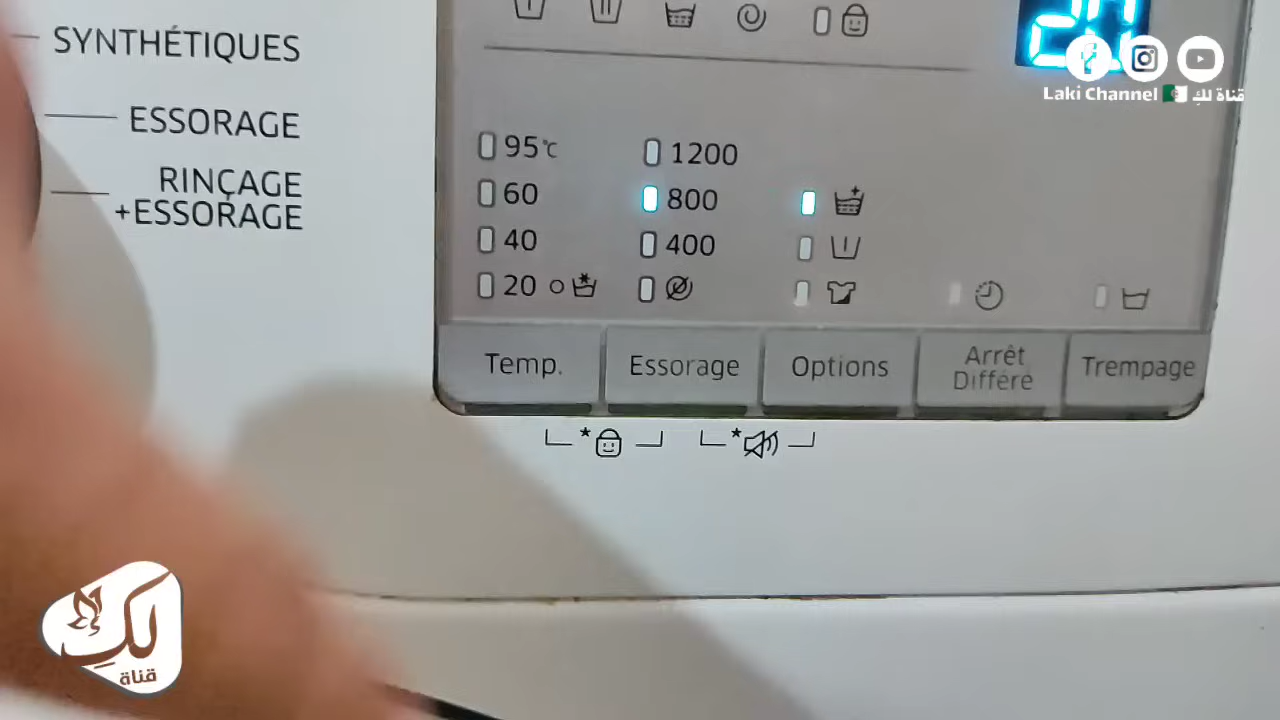 SYNTHÉTIQUES
ESSORAGE
RINÇAGE
+ESSORAGE
Laki Channel قناة لكِ
95°C
60
40
20
1200
800
400
Temp.
Essorage
Options
Arrêt
Différé
Trempage
لكِ
قناة